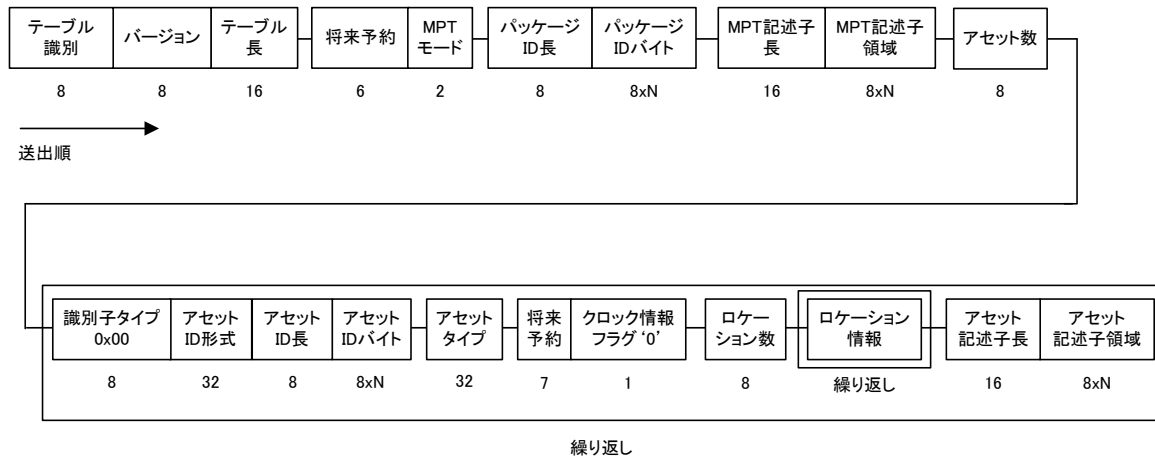 テーブル
識別
バージョン
テーブル
長
将来予約
MPT
モード
パッケージ
ID長
パッケージ
IDバイト
MPT記述子
長
MPT記述子
領域
アセット数
8
8
16
6
2
8
8xN
16
8xN
8
送出順
識別子タイプ
0x00
アセット
ID形式
アセット
ID長
アセット
IDバイト
アセット
タイプ
将来
予約
クロック情報
フラグ‘0’
ロケー
ション数
ロケーション
情報
アセット
記述子長
アセット
記述子領域
8
32
8
8xN
32
7
1
8
繰り返し
16
8xN
繰り返し